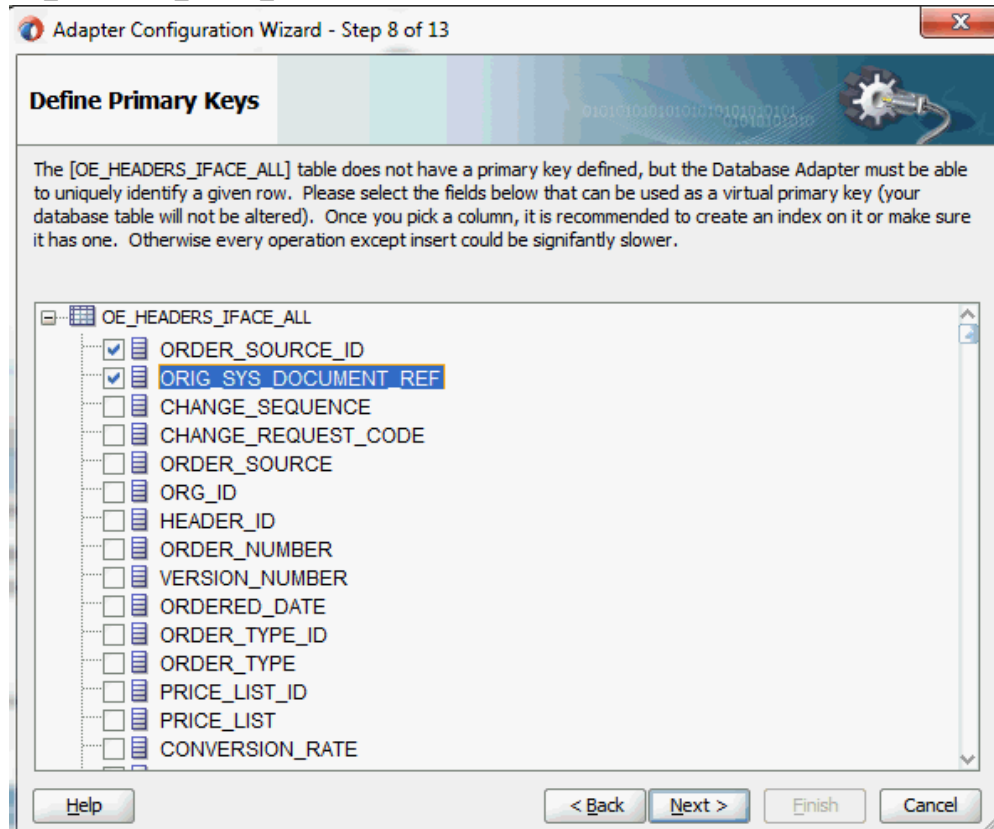 Adapter Configuration Wizard - Step 8 of 13
Define Primary Keys
The [OE_HEADERS_IFACE_ALL] table does not have a primary key defined, but the Database Adapter must be able
to uniquely identify a given row. Please select the fields below that can be used as a virtual primary key (your
database table will not be altered). Once you pick a column, it is recommended to create an index on it or make sure
it has one. Otherwise every operation except insert could be signifantly slower.
OE_HEADERS_IFACE_ALL
ORDER_SOURCE_ID
ORIG_SYS_DOCUMENT_REF
CHANGE_SEQUENCE
CHANGE_REQUEST_CODE
ORDER_SOURCE
ORG_ID
HEADER_ID
ORDER_NUMBER
VERSION_NUMBER
ORDERED_DATE
ORDER_TYPE_ID
ORDER_TYPE
PRICE_LIST_ID
PRICE_LIST
CONVERSION_RATE
Help < Back Next > Finish Cancel